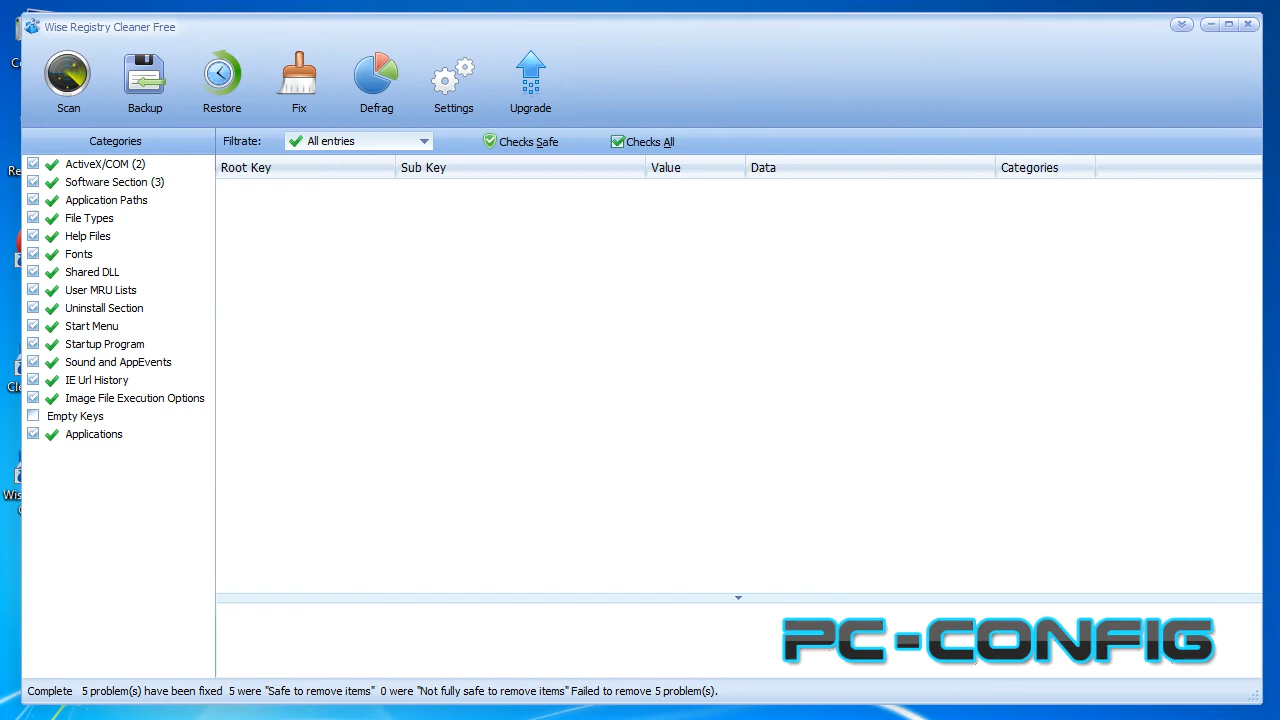 Wise Registry Cleaner Free
Scan Backup Restore Fix Defrag Settings Upgrade
Categories Filtrate: All entries Checks Safe Checks All
Root Key Sub Key Value Data Categories
ActiveX/COM (2)
Software Section (3)
Application Paths
File Types
Help Files
Fonts
Shared DLL
User MRU Lists
Uninstall Section
Start Menu
Startup Program
Sound and AppEvents
IE Url History
Image File Execution Options
Empty Keys
Applications
PC-CONFIG
Complete 5 problem(s) have been fixed 5 were "Safe to remove items" 0 were "Not fully safe to remove items" Failed to remove 5 problem(s).